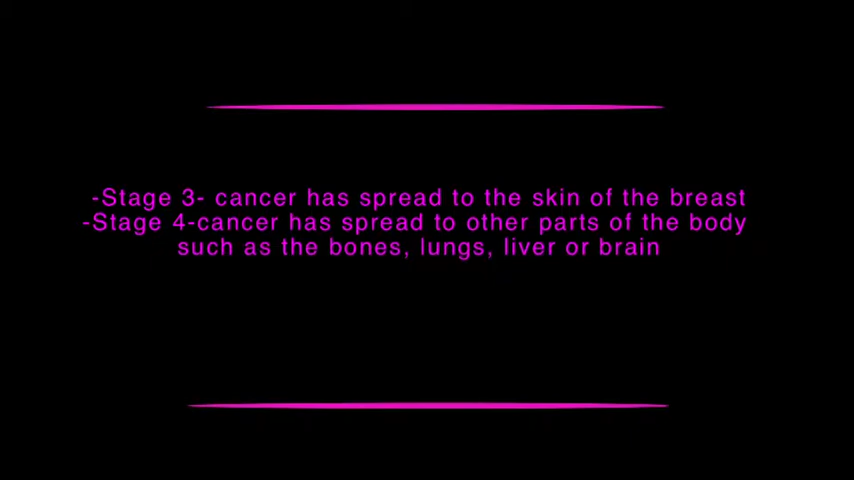 -Stage 3- cancer has spread to the skin of the breast
-Stage 4-cancer has spread to other parts of the body
such as the bones, lungs, liver or brain